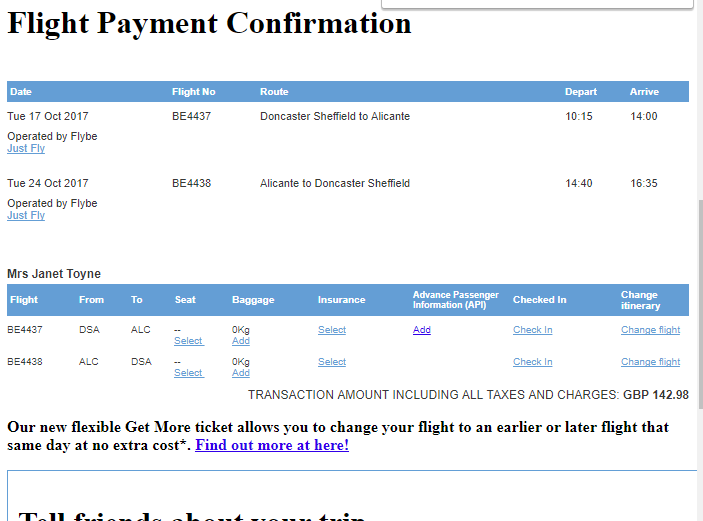 Flight Payment Confirmation
Date Flight No Route Depart Arrive
Tue 17 Oct 2017 BE4437 Doncaster Sheffield to Alicante 10:15 14:00
Operated by Flybe
Just Fly
Tue 24 Oct 2017 BE4438 Alicante to Doncaster Sheffield 14:40 16:35
Operated by Flybe
Just Fly
Mrs Janet Toyne
Flight From To Seat Baggage Insurance Advance Passenger Information (API) Checked In Change itinerary
BE4437 DSA ALC -- 0Kg Select Add Check In Change flight
Select Add
BE4438 ALC DSA -- 0Kg Select Check In Change flight
Select Add
TRANSACTION AMOUNT INCLUDING ALL TAXES AND CHARGES: GBP 142.98
Our new flexible Get More ticket allows you to change your flight to an earlier or later flight that
same day at no extra cost*. Find out more at here!
Tell friends about your trip